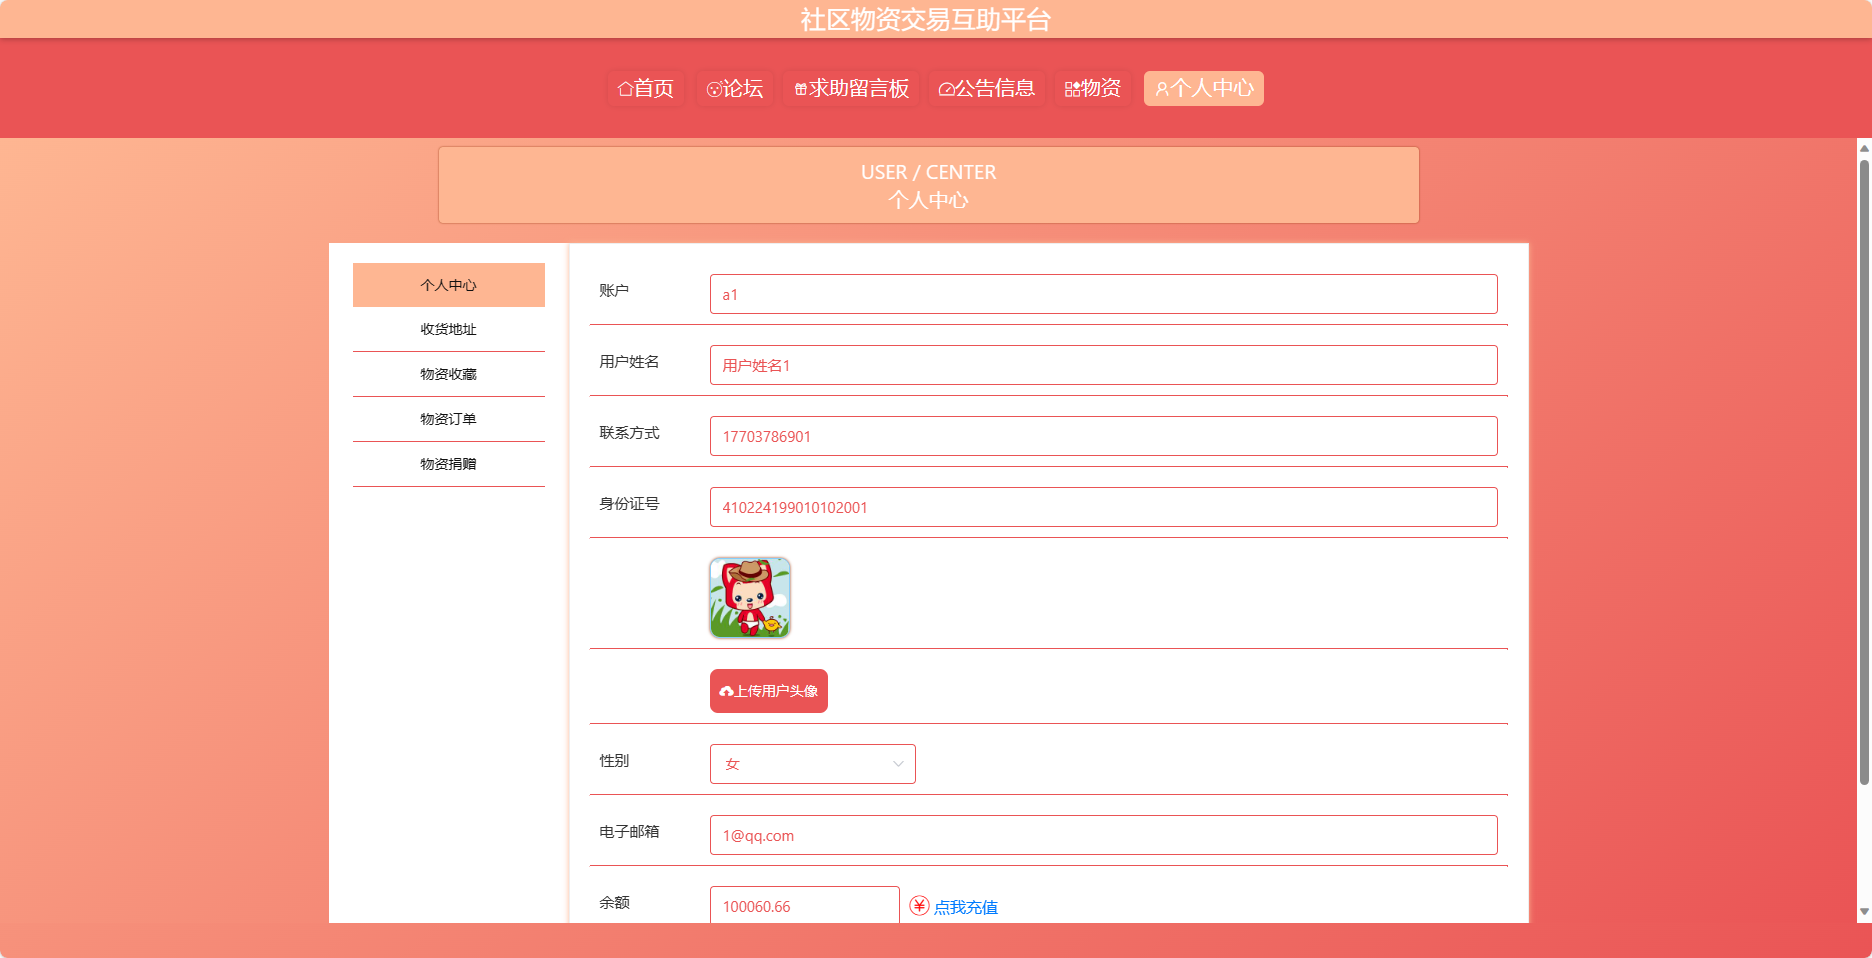 社区物资交易互助平台
首页 论坛 求助留言板 公告信息 物资 个人中心
USER / CENTER
个人中心
个人中心
收货地址
物资收藏
物资订单
物资捐赠
账户 a1
用户姓名 用户姓名1
联系方式 17703786901
身份证号 410224199010102001
上传用户头像
性别 女
电子邮箱 1@qq.com
余额 100060.66 点我充值